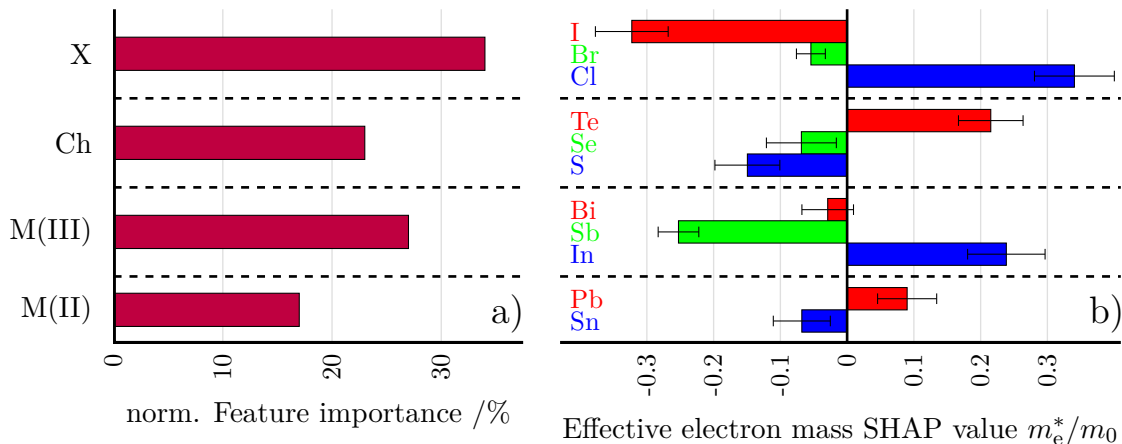 X
Ch
M(III)
M(II)
0
10
20
30
norm. Feature importance /%
a)
I
Br
Cl
Te
Se
S
Bi
Sb
In
Pb
Sn
-0.3
-0.2
-0.1
0
0.1
0.2
0.3
Effective electron mass SHAP value m*e/m0
b)